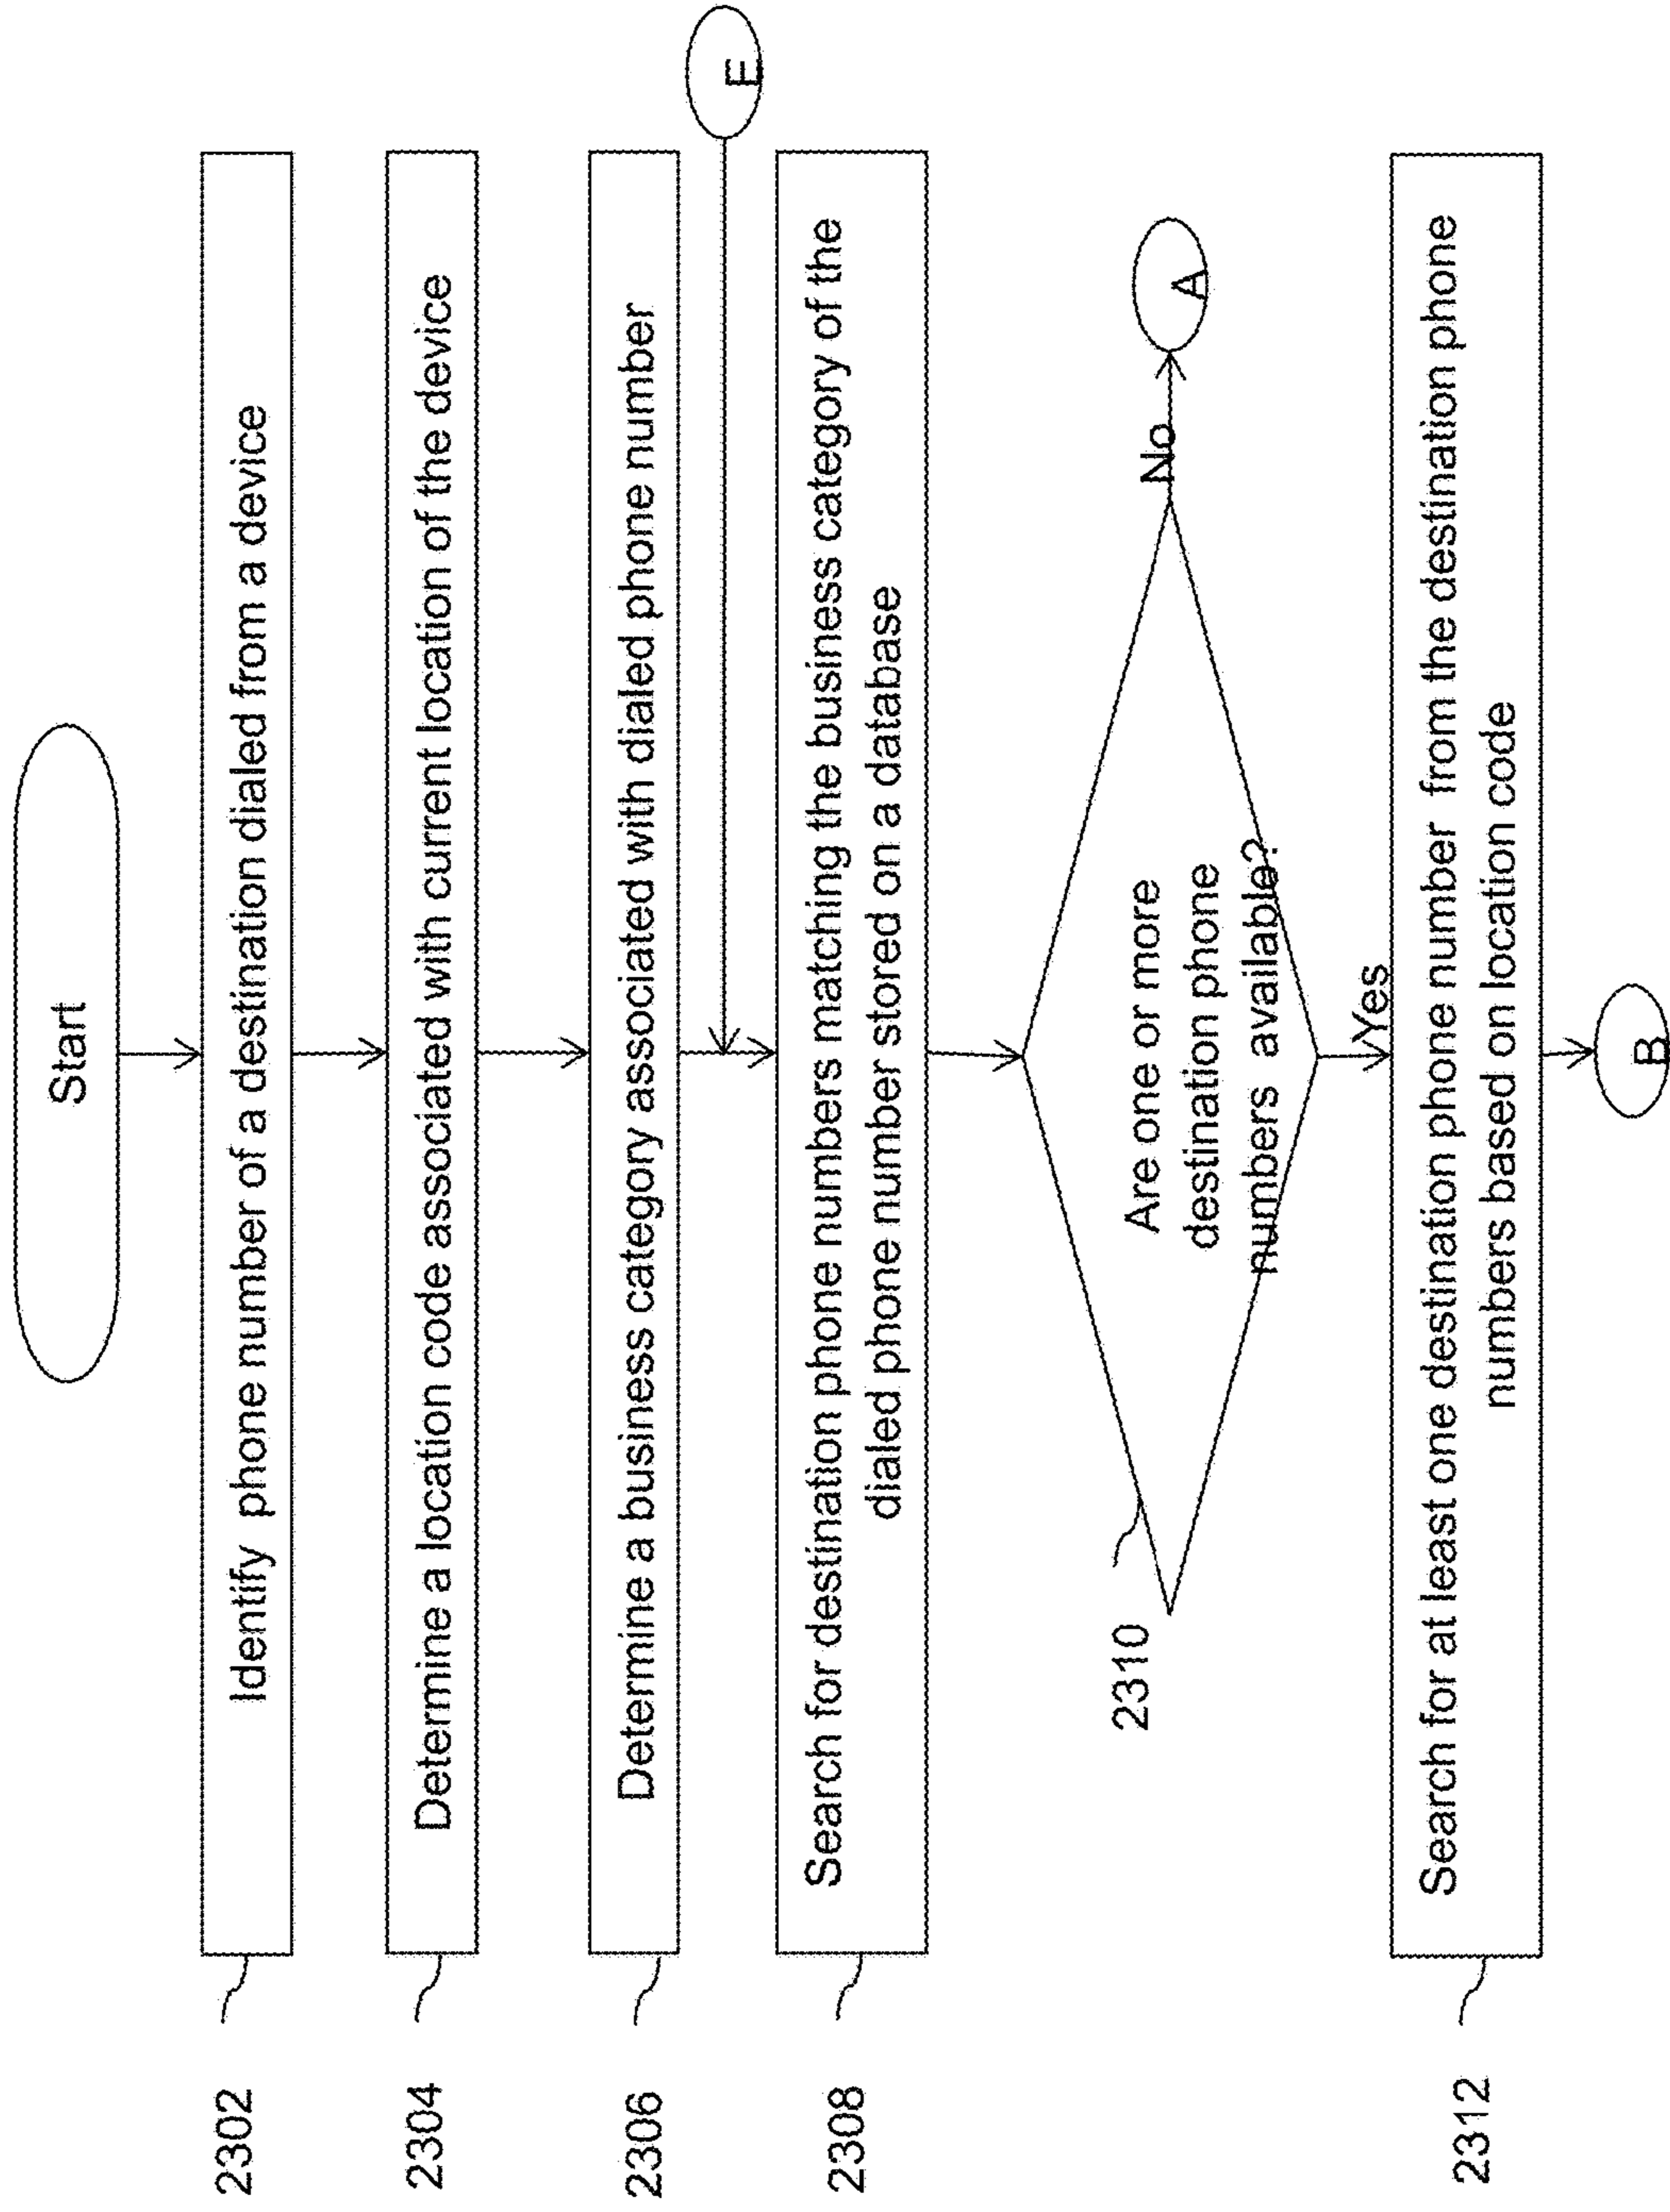 Start
2302
Identify phone number of a destination dialed from a device
2304
Determine a location code associated with current location of the device
2306
Determine a business category associated with dialed phone number
E
2308
Search for destination phone numbers matching the business category of the
dialed phone number stored on a database
2310
Are one or more
destination phone
numbers available?
No
A
Yes
2312
Search for at least one destination phone number from the destination phone
numbers based on location code
B